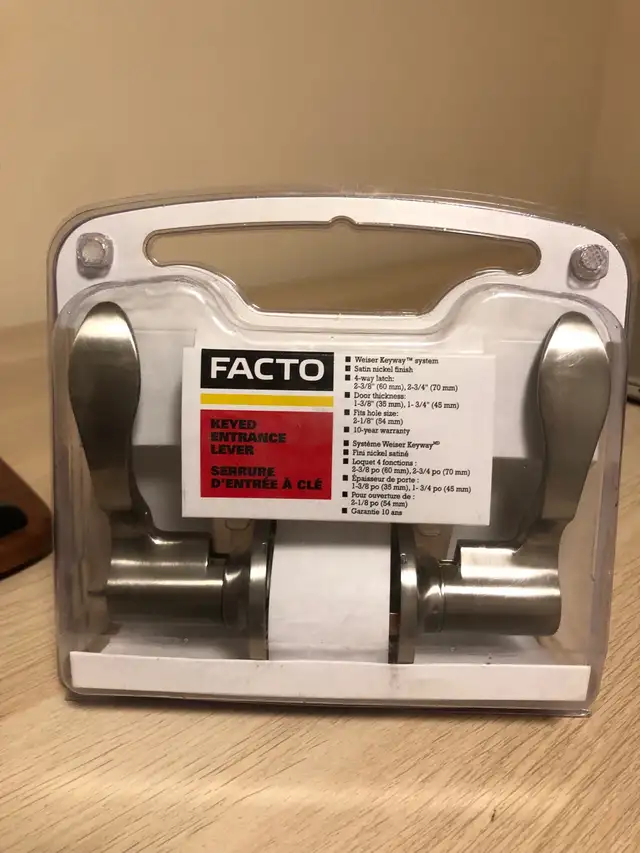 FACTO
KEYED
ENTRANCE
LEVER
SERRURE
D'ENTRÉE À CLÉ
■ Weiser Keyway™ system
■ Satin nickel finish
■ 4-way latch:
2-3/8" (60 mm), 2-3/4" (70 mm)
■ Door thickness:
1-3/8" (35 mm), 1- 3/4" (45 mm)
■ Fits hole size:
2-1/8" (54 mm)
■ 10-year warranty
■ Système Weiser KeywayMD
■ Fini nickel satiné
■ Loquet 4 fonctions :
2-3/8 po (60 mm), 2-3/4 po (70 mm)
■ Épaisseur de porte :
1-3/8 po (35 mm), 1- 3/4 po (45 mm)
■ Pour ouverture de :
2-1/8 po (54 mm)
■ Garantie 10 ans